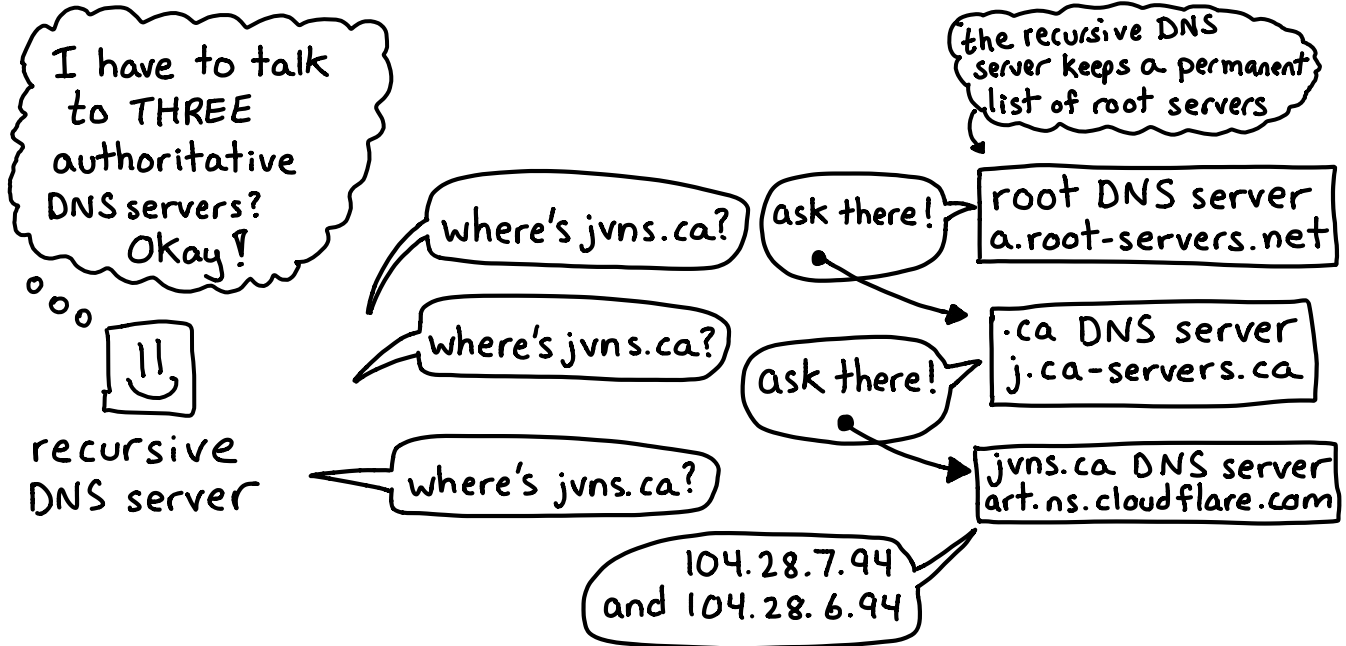 I have to talk
to THREE
authoritative
DNS servers?
Okay!
the recursive DNS
server keeps a permanent
list of root servers
where's jvns.ca?
ask there!
root DNS server
a.root-servers.net
where's jvns.ca?
ask there!
.ca DNS server
j.ca-servers.ca
recursive
DNS server
where's jvns.ca?
jvns.ca DNS server
art.ns.cloudflare.com
104.28.7.94
and 104.28.6.94